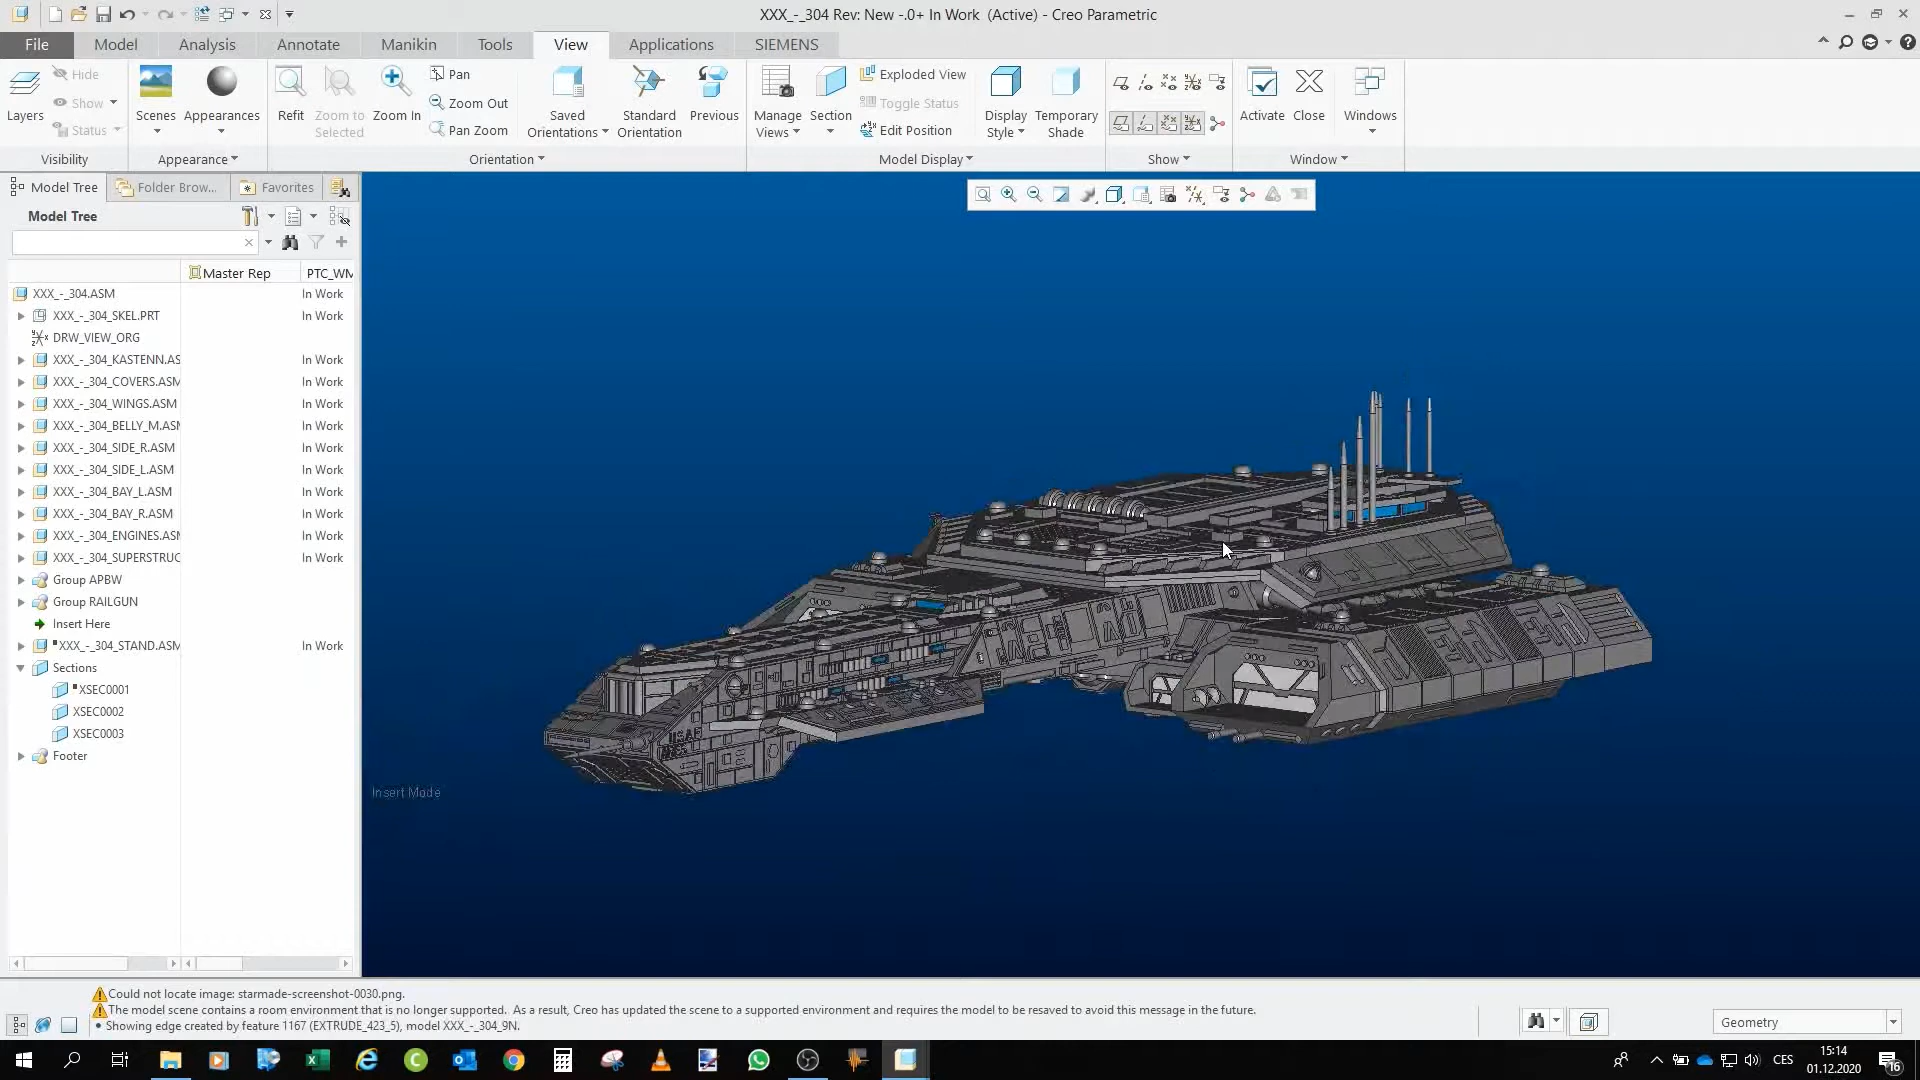 XXX_-_304 Rev: New -.0+ In Work (Active) - Creo Parametric
File Model Analysis Annotate Manikin Tools View Applications SIEMENS
Layers
Hide
Show
Status
Visibility
Scenes
Appearances
Appearance
Refit
Zoom to Selected
Zoom In
Pan
Zoom Out
Pan Zoom
Saved Orientations
Standard Orientation
Previous
Orientation
Manage Views
Section
Exploded View
Toggle Status
Edit Position
Display Style
Temporary Shade
Model Display
Show
Activate
Close
Windows
Window
Model Tree Folder Brow... Favorites
Model Tree
Master Rep PTC_WM
XXX_-_304.ASM In Work
XXX_-_304_SKEL.PRT In Work
DRW_VIEW_ORG
XXX_-_304_KASTENN.AS In Work
XXX_-_304_COVERS.ASM In Work
XXX_-_304_WINGS.ASM In Work
XXX_-_304_BELLY_M.ASM In Work
XXX_-_304_SIDE_R.ASM In Work
XXX_-_304_SIDE_L.ASM In Work
XXX_-_304_BAY_L.ASM In Work
XXX_-_304_BAY_R.ASM In Work
XXX_-_304_ENGINES.ASM In Work
XXX_-_304_SUPERSTRUC In Work
Group APBW
Group RAILGUN
Insert Here
XXX_-_304_STAND.ASM In Work
Sections
XSEC0001
XSEC0002
XSEC0003
Footer
USAF
Insert Mode
Could not locate image: starmade-screenshot-0030.png.
The model scene contains a room environment that is no longer supported. As a result, Creo has updated the scene to a supported environment and requires the model to be resaved to avoid this message in the future.
• Showing edge created by feature 1167 (EXTRUDE_423_5), model XXX_-_304_9N.
Geometry
CES
15:14
01.12.2020
16